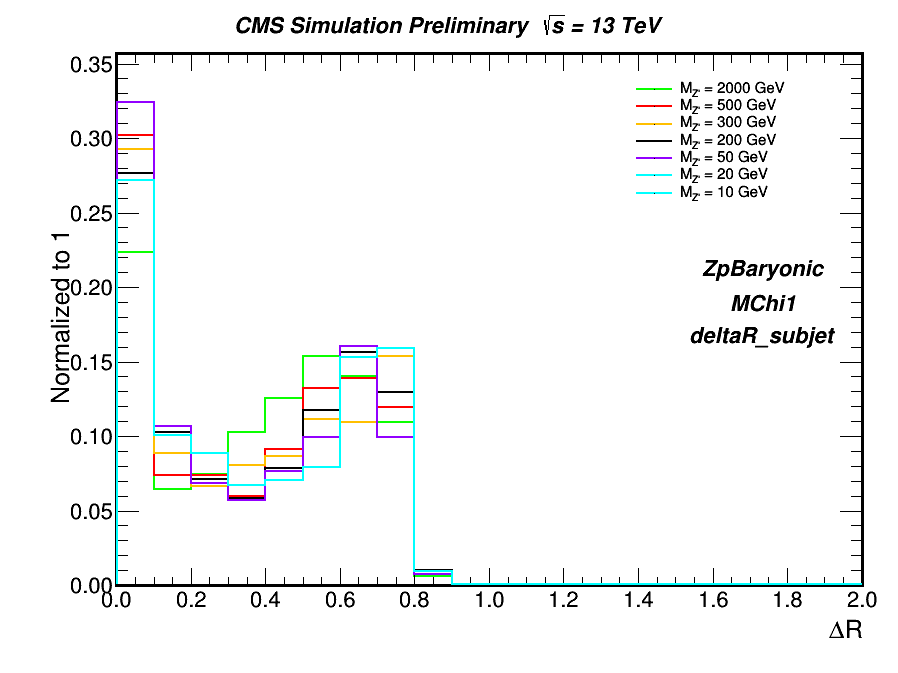 CMS Simulation Preliminary √s = 13 TeV
0.35
0.30
0.25
0.20
0.15
0.10
0.05
0.00
Normalized to 1
M_Z' = 2000 GeV
M_Z' = 500 GeV
M_Z' = 300 GeV
M_Z' = 200 GeV
M_Z' = 50 GeV
M_Z' = 20 GeV
M_Z' = 10 GeV
ZpBaryonic
MChi1
deltaR_subjet
0.0 0.2 0.4 0.6 0.8 1.0 1.2 1.4 1.6 1.8 2.0
ΔR